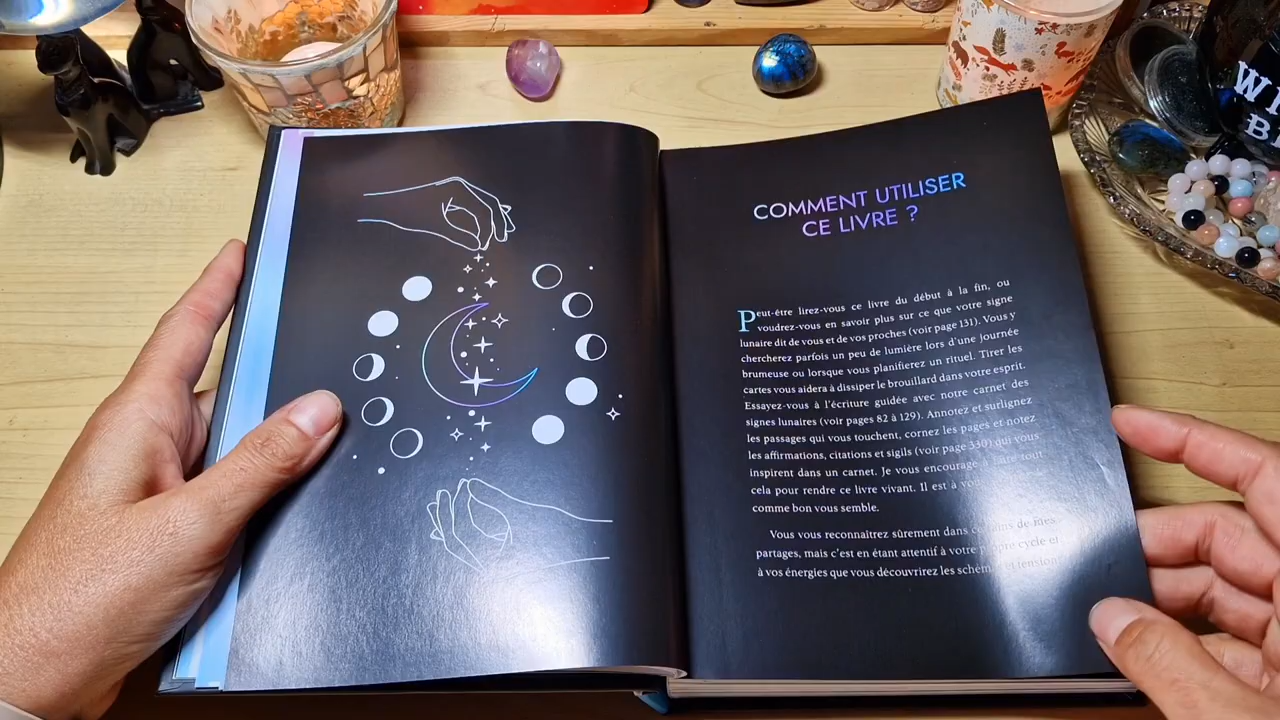 COMMENT UTILISER
CE LIVRE ?
Peut-être lirez-vous ce livre du début à la fin, ou
voudrez-vous en savoir plus sur ce que votre signe
lunaire dit de vous et de vos proches (voir page 131). Vous y
chercherez parfois un peu de lumière lors d'une journée
brumeuse ou lorsque vous planifierez un rituel. Tirer les
cartes vous aidera à dissiper le brouillard dans votre esprit.
Essayez-vous à l'écriture guidée avec notre carnet des
signes lunaires (voir pages 82 à 129). Annotez et surlignez
les passages qui vous touchent, cornez les pages et notez
les affirmations, citations et sigils (voir page 330) qui vous
inspirent dans un carnet. Je vous encourage à faire tout
cela pour rendre ce livre vivant. Il est à
comme bon vous semble.
Vous vous reconnaitrez sûrement dans de mes
partages, mais c'est en étant attentif à votre propre cycle et
à vos énergies que vous découvrirez les